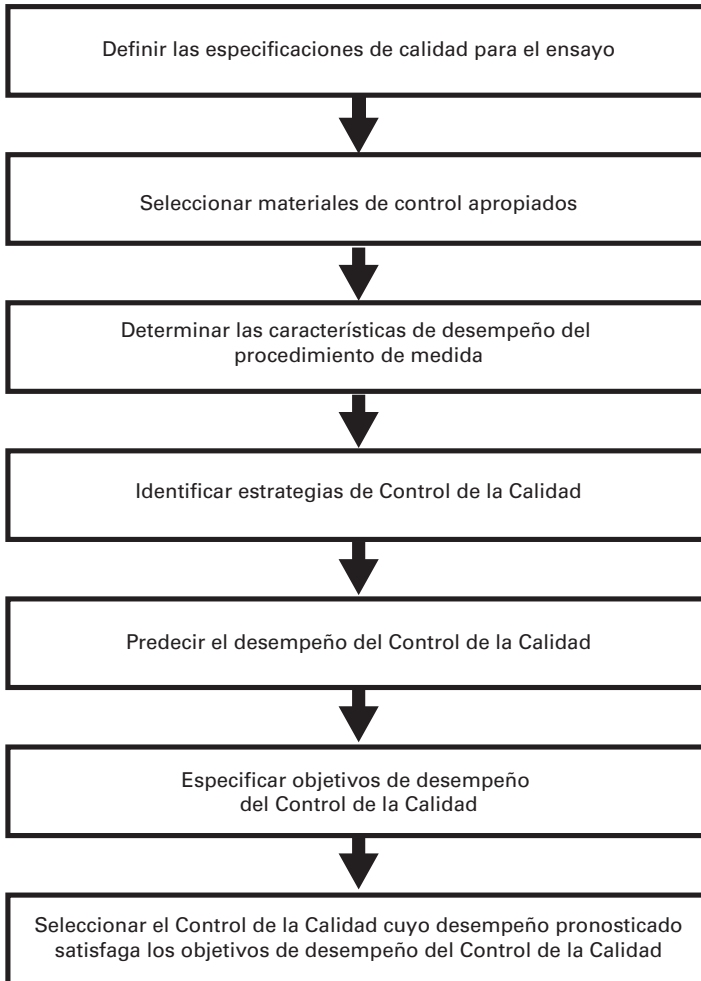 Definir las especificaciones de calidad para el ensayo
Seleccionar materiales de control apropiados
Determinar las características de desempeño del
procedimiento de medida
Identificar estrategias de Control de la Calidad
Predecir el desempeño del Control de la Calidad
Especificar objetivos de desempeño
del Control de la Calidad
Seleccionar el Control de la Calidad cuyo desempeño pronosticado
satisfaga los objetivos de desempeño del Control de la Calidad